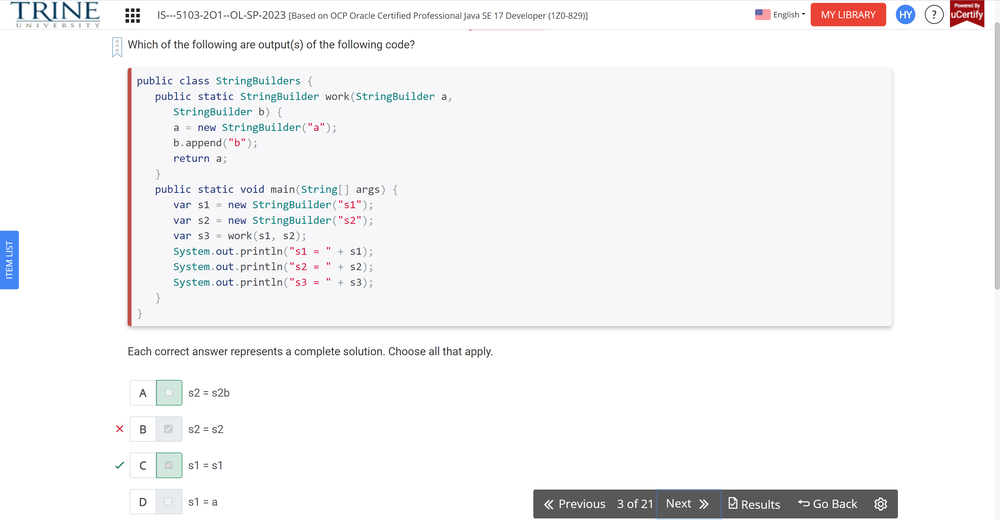 TRINE
UNIVERSITY
IS---5103-2O1--OL-SP-2023 [Based on OCP Oracle Certified Professional Java SE 17 Developer (1Z0-829)]
English
MY LIBRARY
HY
?
Powered By
uCertify
Which of the following are output(s) of the following code?
public class StringBuilders {
   public static StringBuilder work(StringBuilder a,
      StringBuilder b) {
      a = new StringBuilder("a");
      b.append("b");
      return a;
   }
   public static void main(String[] args) {
      var s1 = new StringBuilder("s1");
      var s2 = new StringBuilder("s2");
      var s3 = work(s1, s2);
      System.out.println("s1 = " + s1);
      System.out.println("s2 = " + s2);
      System.out.println("s3 = " + s3);
   }
}
ITEM LIST
Each correct answer represents a complete solution. Choose all that apply.
A s2 = s2b
B s2 = s2
C s1 = s1
D s1 = a
Previous 3 of 21 Next Results Go Back